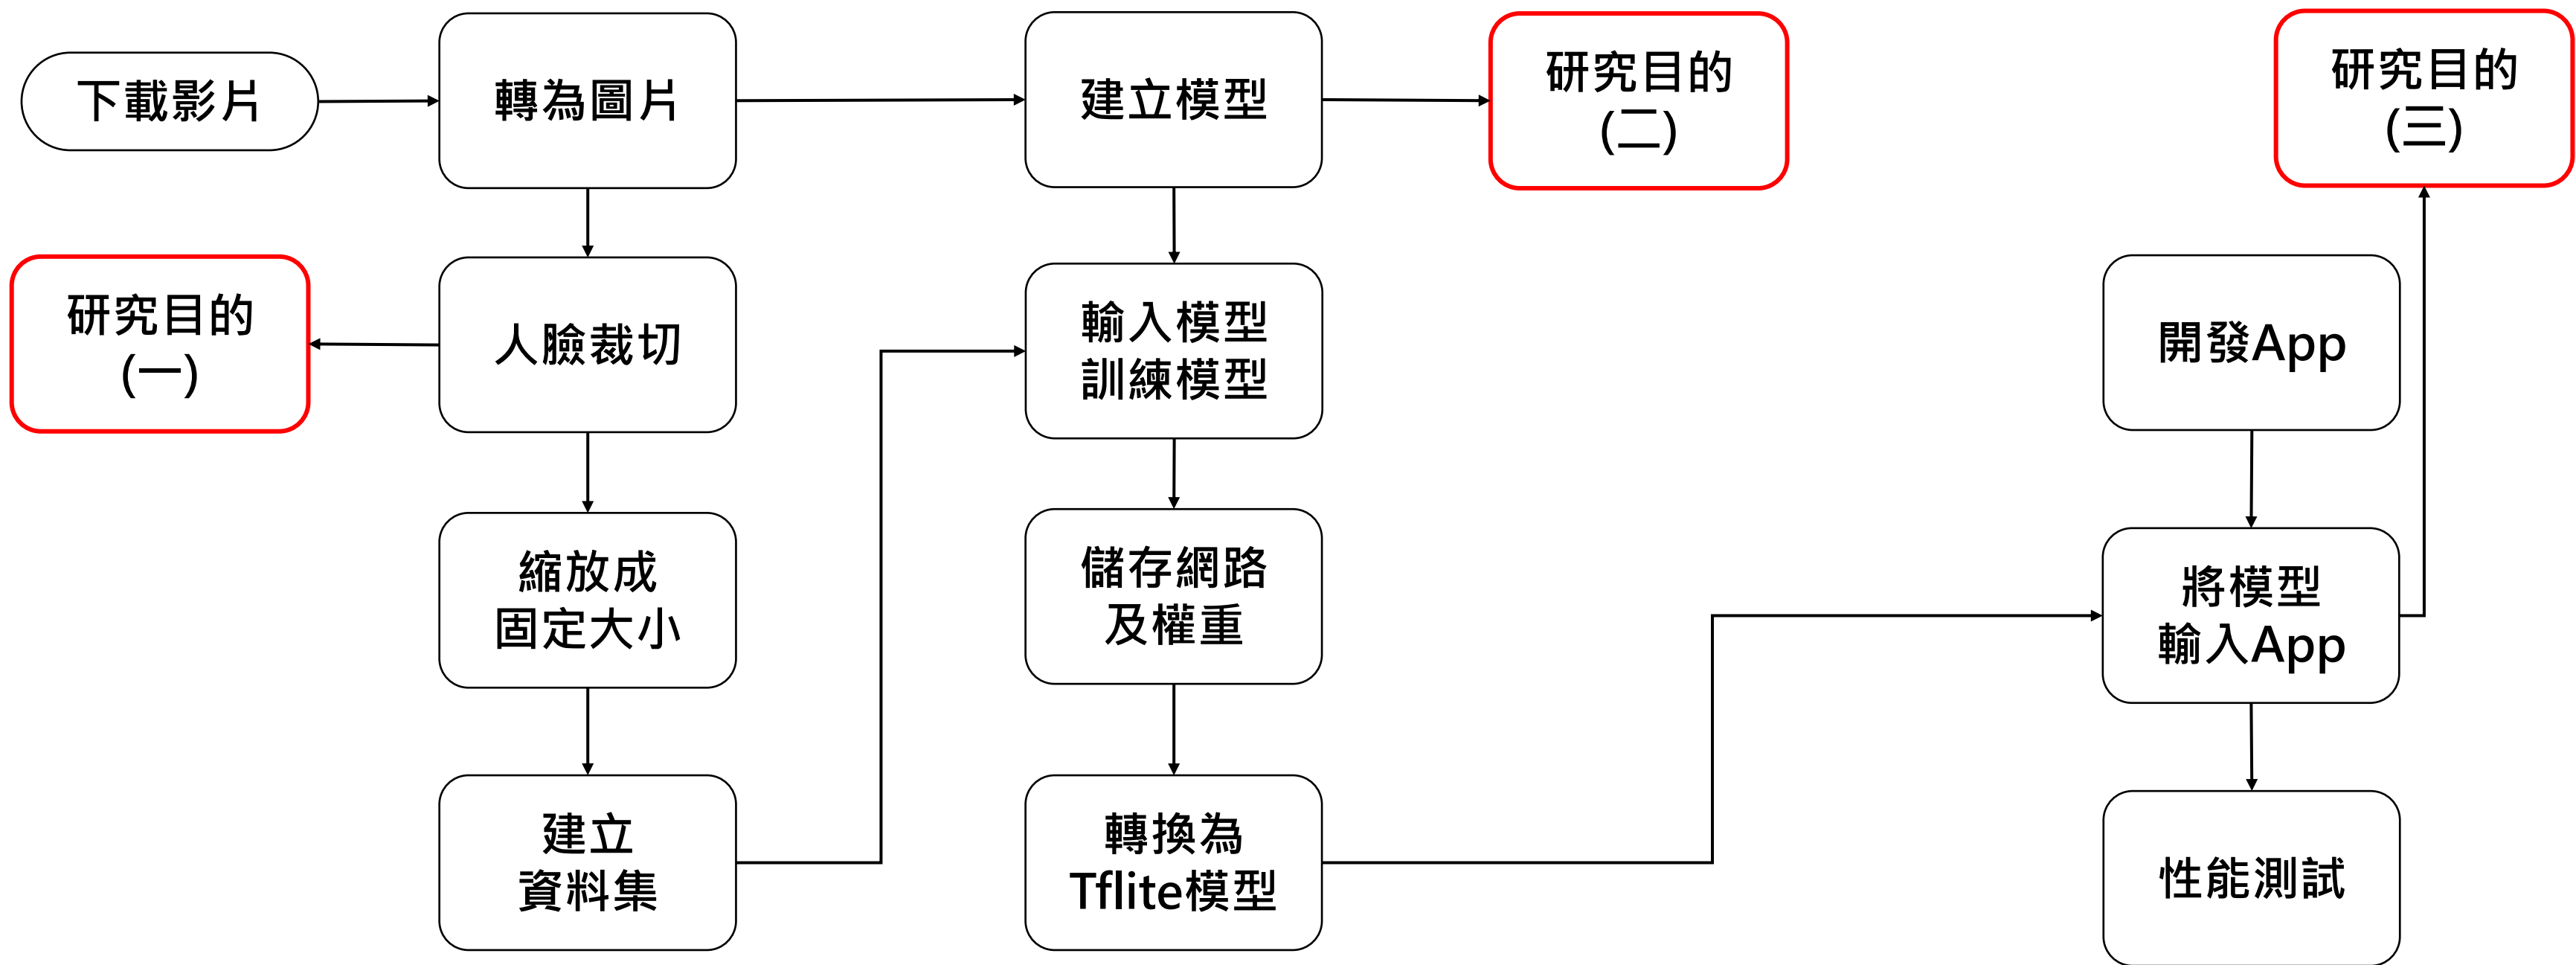 下載影片
轉為圖片
建立模型
研究目的
(二)
研究目的
(三)
研究目的
(一)
人臉裁切
輸入模型
訓練模型
開發App
縮放成
固定大小
儲存網路
及權重
將模型
輸入App
建立
資料集
轉換為
Tflite模型
性能測試